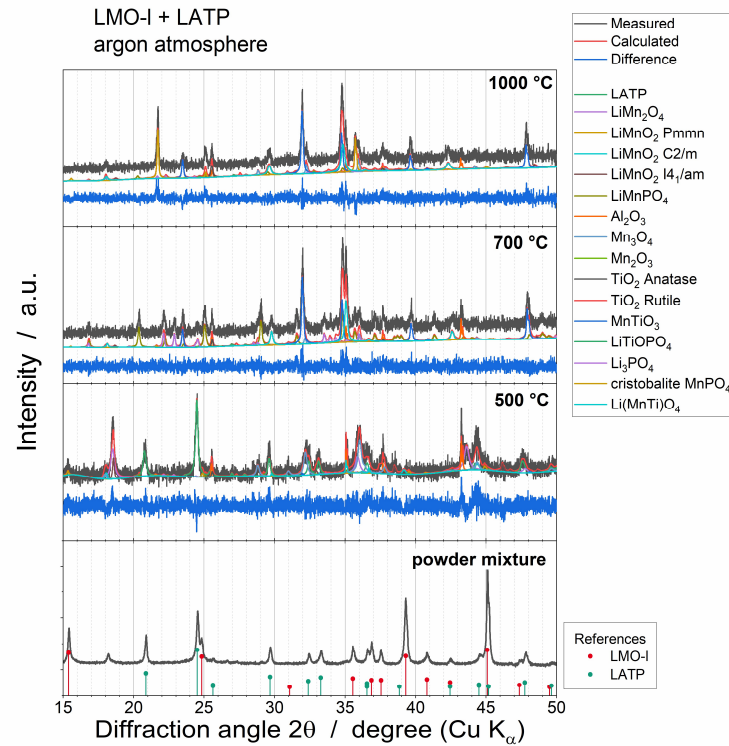 LMO-l + LATP
argon atmosphere
Measured
Calculated
Difference
LATP
LiMn₂O₄
LiMnO₂ Pmmn
LiMnO₂ C2/m
LiMnO₂ I4₁/am
LiMnPO₄
Al₂O₃
Mn₃O₄
Mn₂O₃
TiO₂ Anatase
TiO₂ Rutile
MnTiO₃
LiTiOPO₄
Li₃PO₄
cristobalite MnPO₄
Li(MnTi)O₄
1000 °C
700 °C
500 °C
powder mixture
Intensity / a.u.
References
LMO-l
LATP
15 20 25 30 35 40 45 50
Diffraction angle 2θ / degree (Cu Kα)